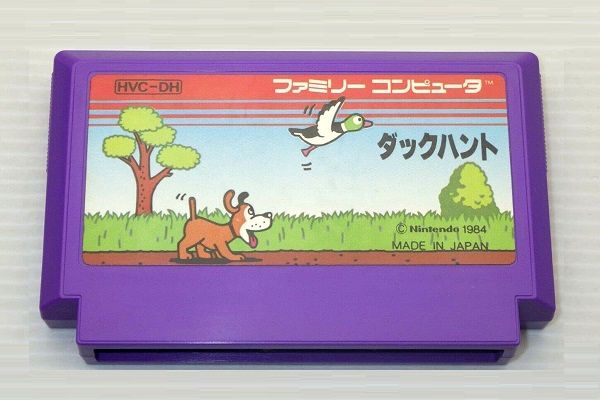 HVC-DH
ファミリー コンピュータ™
ダックハント
© Nintendo 1984
MADE IN JAPAN